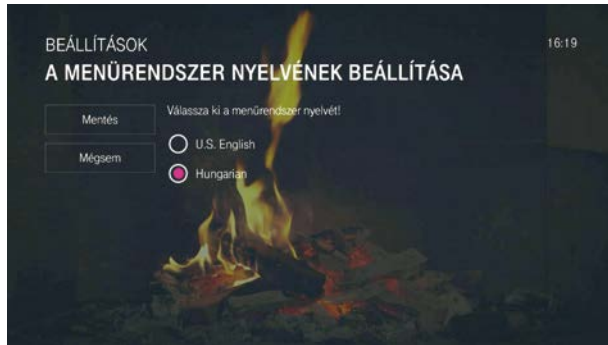 BEÁLLÍTÁSOK
16:19
A MENÜRENDSZER NYELVÉNEK BEÁLLÍTÁSA
Mentés
Válassza ki a menürendszer nyelvét!
U.S. English
Mégsem
Hungarian